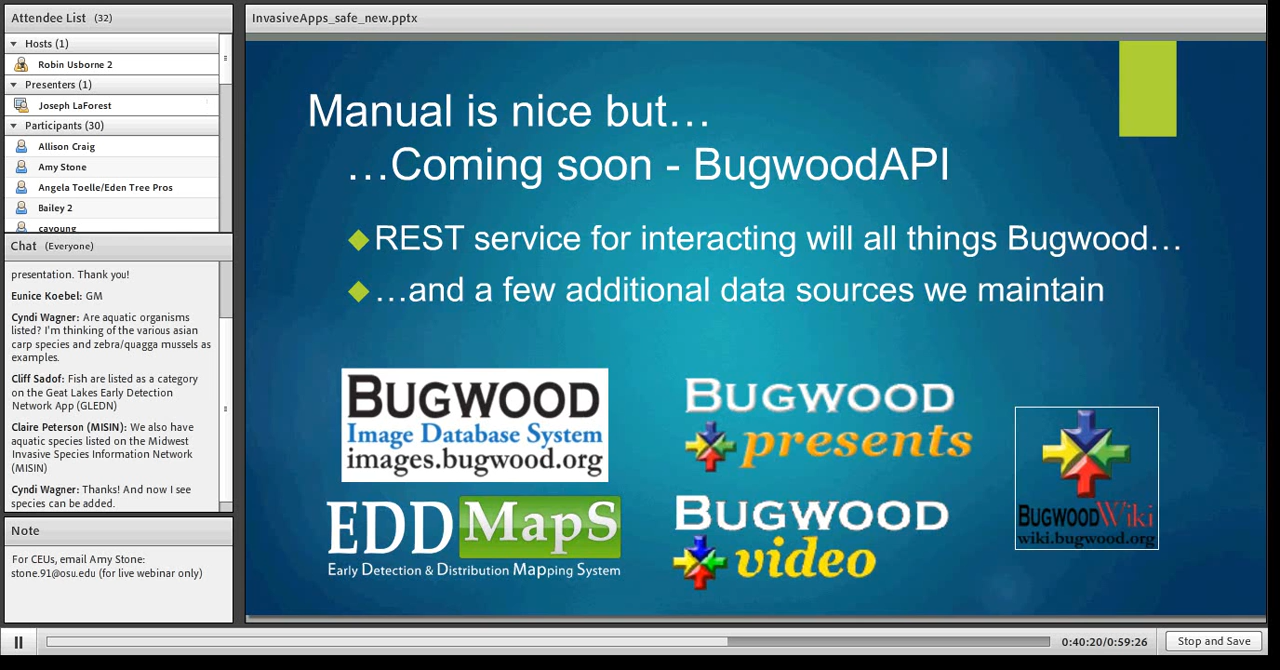 Attendee List (32)
Hosts (1)
Robin Usborne 2
Presenters (1)
Joseph LaForest
Participants (30)
Allison Craig
Amy Stone
Angela Toelle/Eden Tree Pros
Bailey 2
cayoung
Chat (Everyone)
presentation. Thank you!
Eunice Koebel: GM
Cyndi Wagner: Are aquatic organisms
listed? I'm thinking of the various asian
carp species and zebra/quagga mussels as
examples.
Cliff Sadof: Fish are listed as a category
on the Geat Lakes Early Detection
Network App (GLEDN)
Claire Peterson (MISIN): We also have
aquatic species listed on the Midwest
Invasive Species Information Network
(MISIN)
Cyndi Wagner: Thanks! And now I see
species can be added.
Note
For CEUs, email Amy Stone:
stone.91@osu.edu (for live webinar only)
InvasiveApps_safe_new.pptx
Manual is nice but…
…Coming soon - BugwoodAPI
REST service for interacting will all things Bugwood…
…and a few additional data sources we maintain
BUGWOOD
Image Database System
images.bugwood.org
BUGWOOD
presents
EDDMapS
Early Detection & Distribution Mapping System
BUGWOOD
video
BUGWOODWiki
wiki.bugwood.org
0:40:20/0:59:26
Stop and Save